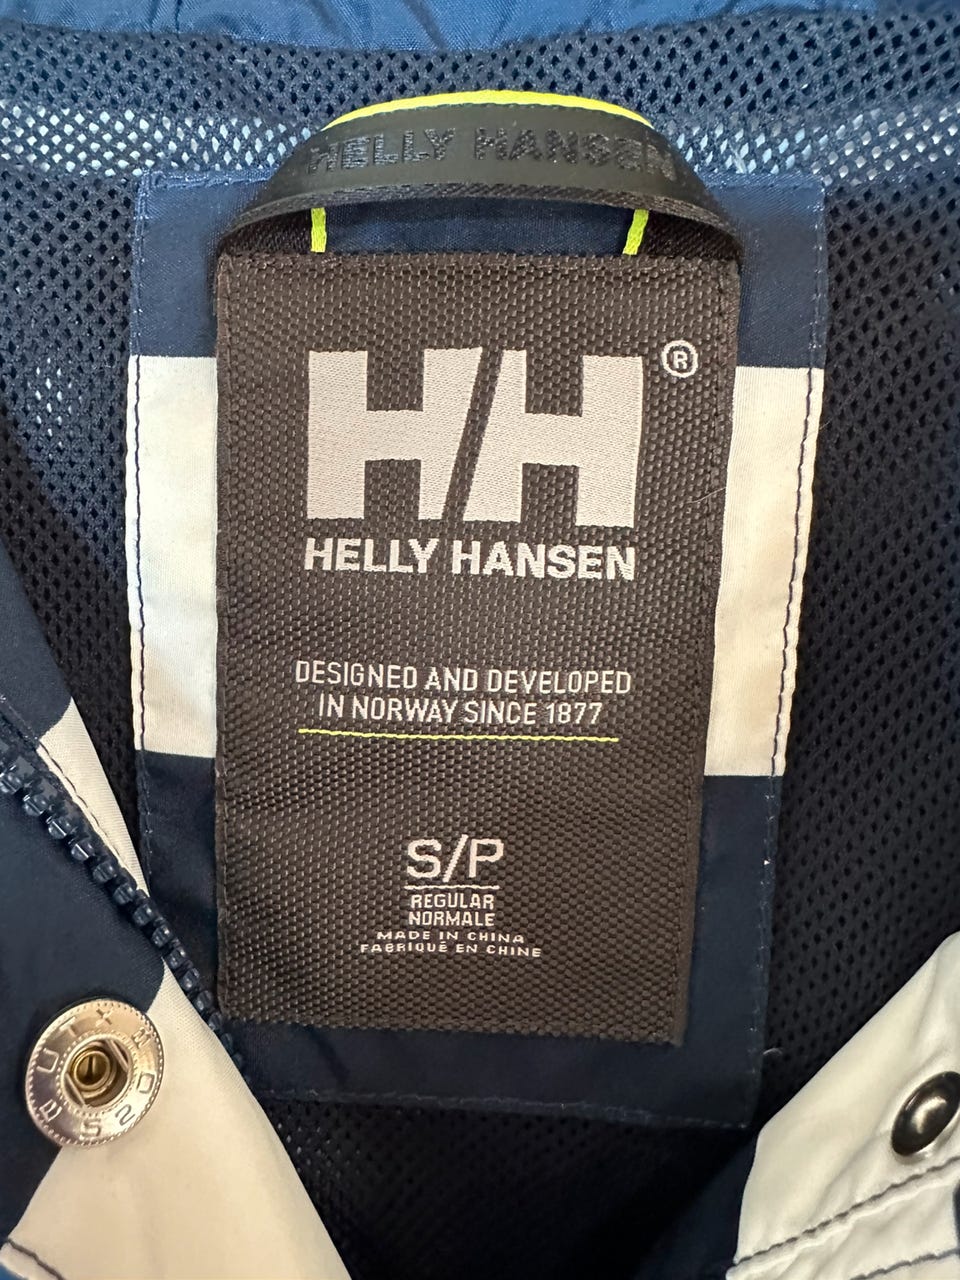 HELLY HANSEN
HH®
HELLY HANSEN
DESIGNED AND DEVELOPED
IN NORWAY SINCE 1877
S/P
REGULAR
NORMALE
MADE IN CHINA
FABRIQUÉ EN CHINE